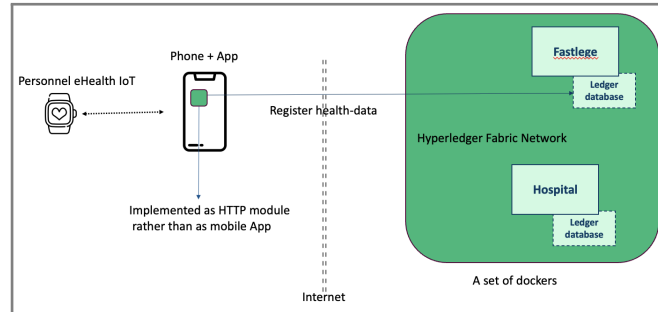 Phone + App
Personnel eHealth IoT
Fastlege
Ledger
database
Register health-data
Hyperledger Fabric Network
Hospital
Ledger
database
Implemented as HTTP module
rather than as mobile App
A set of dockers
Internet